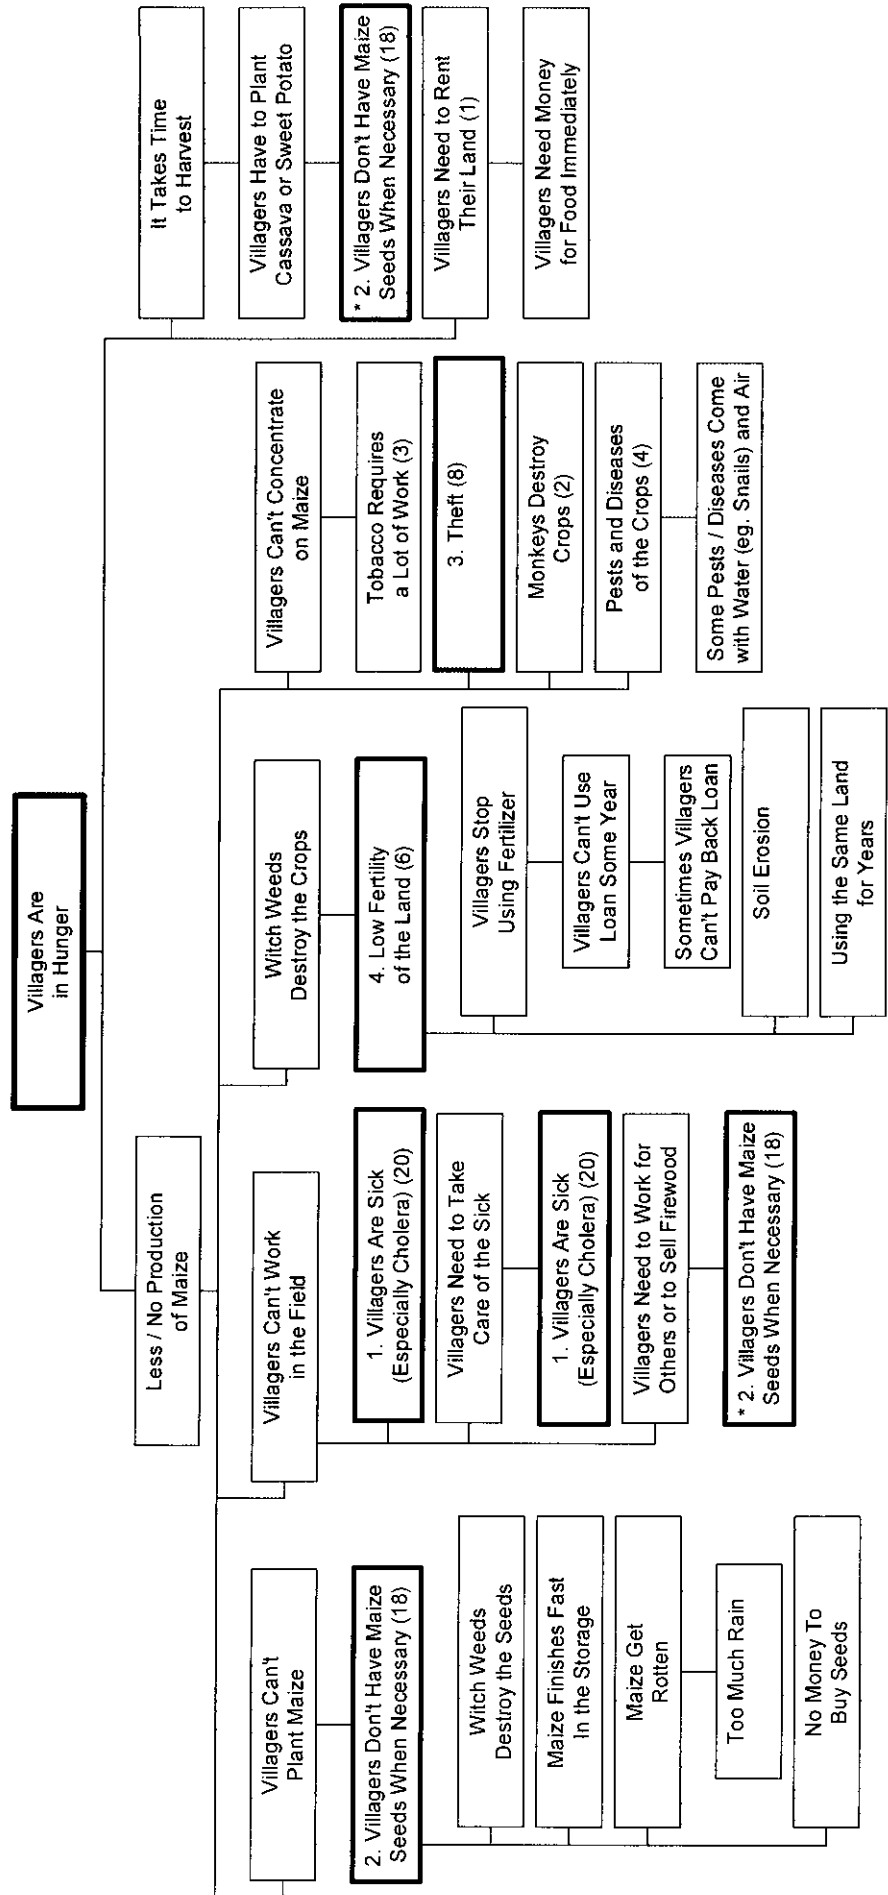 Villagers Are
in Hunger
Less / No Production
of Maize
Villagers Can't
Plant Maize
2. Villagers Don't Have Maize
Seeds When Necessary (18)
Witch Weeds
Destroy the Seeds
Maize Finishes Fast
In the Storage
Maize Get
Rotten
Too Much Rain
No Money To
Buy Seeds
Villagers Can't Work
in the Field
1. Villagers Are Sick
(Especially Cholera) (20)
Villagers Need to Take
Care of the Sick
1. Villagers Are Sick
(Especially Cholera) (20)
Villagers Need to Work for
Others or to Sell Firewood
* 2. Villagers Don't Have Maize
Seeds When Necessary (18)
Witch Weeds
Destroy the Crops
4. Low Fertility
of the Land (6)
Villagers Stop
Using Fertilizer
Villagers Can't Use
Loan Some Year
Sometimes Villagers
Can't Pay Back Loan
Soil Erosion
Using the Same Land
for Years
Villagers Can't Concentrate
on Maize
Tobacco Requires
a Lot of Work (3)
3. Theft (8)
Monkeys Destroy
Crops (2)
Pests and Diseases
of the Crops (4)
Some Pests / Diseases Come
with Water (eg. Snails) and Air
It Takes Time
to Harvest
Villagers Have to Plant
Cassava or Sweet Potato
* 2. Villagers Don't Have Maize
Seeds When Necessary (18)
Villagers Need to Rent
Their Land (1)
Villagers Need Money
for Food Immediately